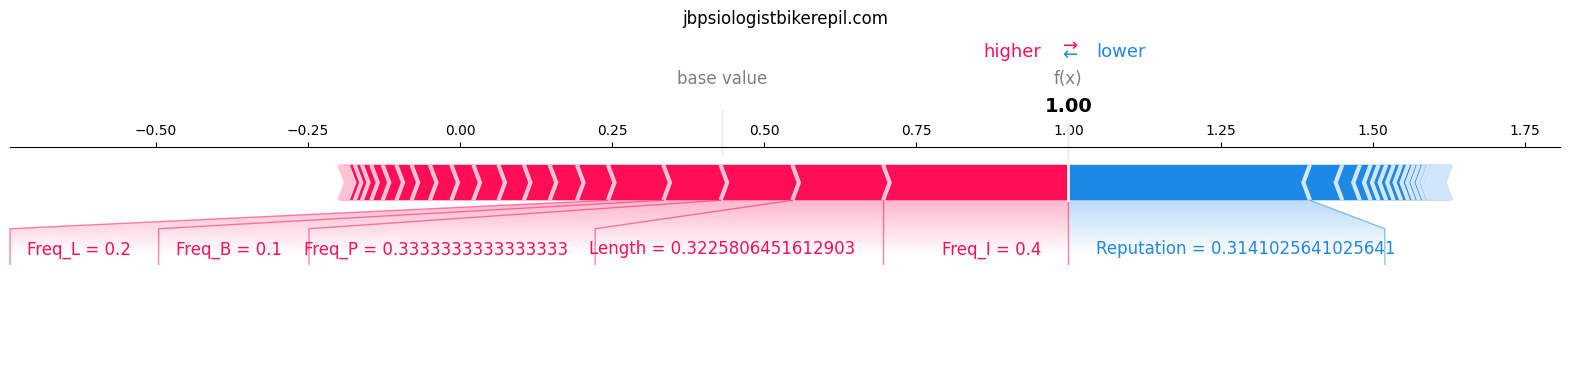 jbpsiologistbikerepil.com
higher → ← lower
base value f(x)
1.00
−0.50 −0.25 0.00 0.25 0.50 0.75 1.00 1.25 1.50 1.75
Freq_L = 0.2 Freq_B = 0.1 Freq_P = 0.3333333333333333 Length = 0.3225806451612903 Freq_I = 0.4 Reputation = 0.3141025641025641